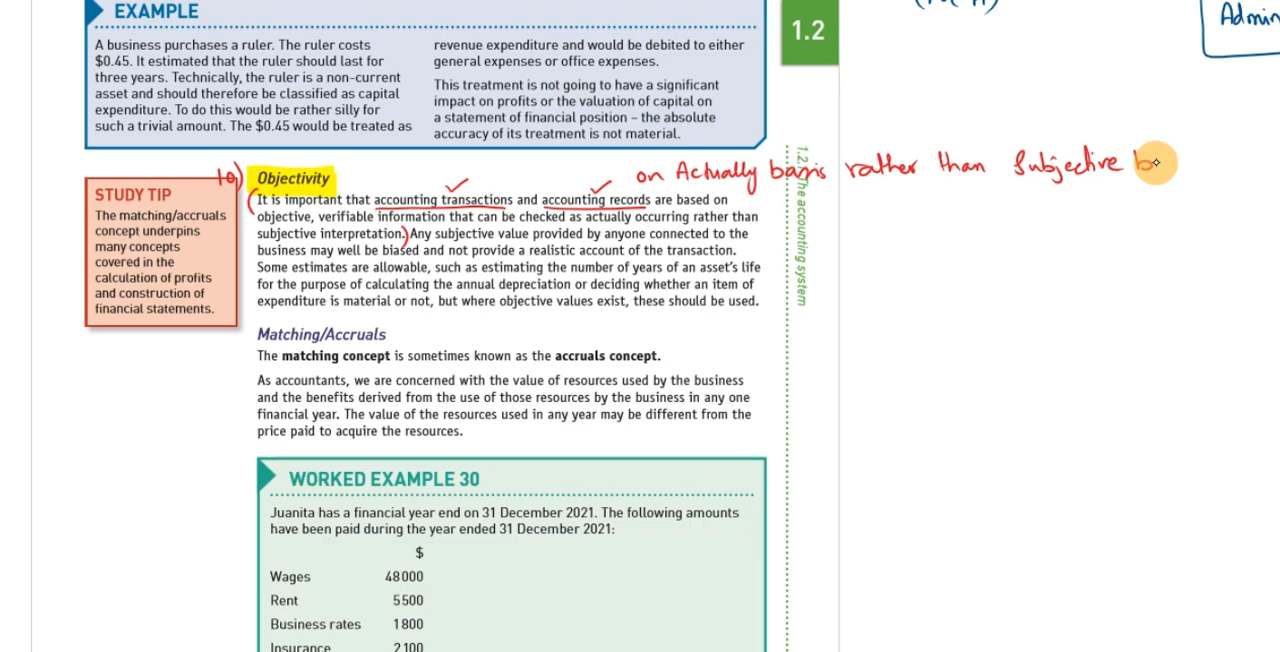 EXAMPLE
A business purchases a ruler. The ruler costs
$0.45. It estimated that the ruler should last for
three years. Technically, the ruler is a non-current
asset and should therefore be classified as capital
expenditure. To do this would be rather silly for
such a trivial amount. The $0.45 would be treated as
revenue expenditure and would be debited to either
general expenses or office expenses.
This treatment is not going to have a significant
impact on profits or the valuation of capital on
a statement of financial position – the absolute
accuracy of its treatment is not material.
1.2
Admin
STUDY TIP
The matching/accruals
concept underpins
many concepts
covered in the
calculation of profits
and construction of
financial statements.
10) Objectivity
on Actually basis rather than Subjective b
It is important that accounting transactions and accounting records are based on
objective, verifiable information that can be checked as actually occurring rather than
subjective interpretation. Any subjective value provided by anyone connected to the
business may well be biased and not provide a realistic account of the transaction.
Some estimates are allowable, such as estimating the number of years of an asset's life
for the purpose of calculating the annual depreciation or deciding whether an item of
expenditure is material or not, but where objective values exist, these should be used.
Matching/Accruals
The matching concept is sometimes known as the accruals concept.
As accountants, we are concerned with the value of resources used by the business
and the benefits derived from the use of those resources by the business in any one
financial year. The value of the resources used in any year may be different from the
price paid to acquire the resources.
WORKED EXAMPLE 30
Juanita has a financial year end on 31 December 2021. The following amounts
have been paid during the year ended 31 December 2021:
$
Wages 48 000
Rent 5 500
Business rates 1 800
Insurance 2 100
1.2 The accounting system